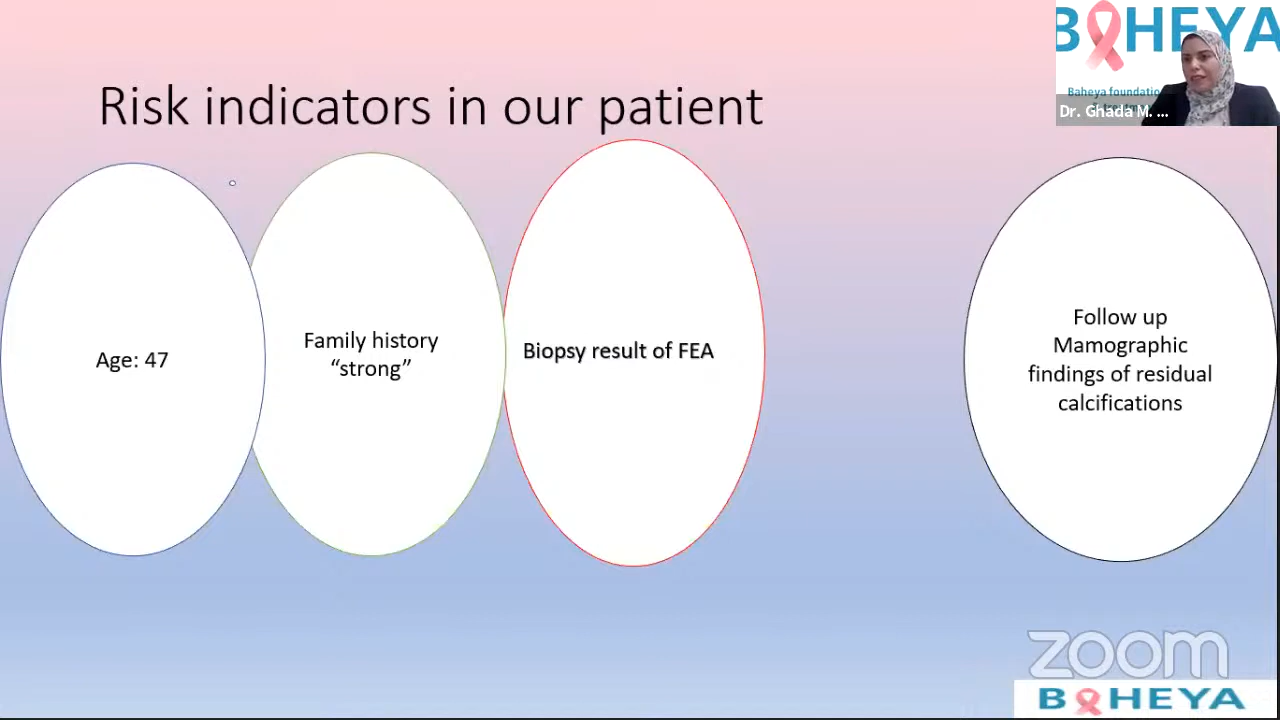 BAHEYA
Baheya foundatio
Dr. Ghada M. ...
Risk indicators in our patient
Age: 47
Family history
“strong”
Biopsy result of FEA
Follow up
Mamographic
findings of residual
calcifications
zoom
BAHEYA